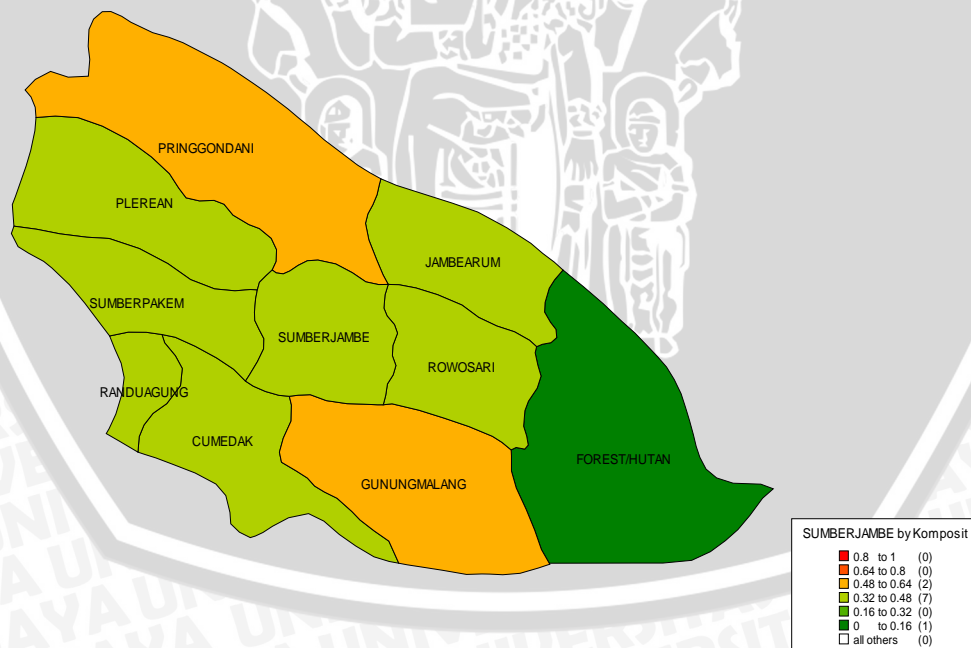 PRINGGONDANI
PLEREAN
JAMBEARUM
SUMBERPAKEM
SUMBERJAMBE
ROWOSARI
RANDUAGUNG
CUMEDAK
FOREST/HUTAN
GUNUNGMALANG
SUMBERJAMBE by Komposit
0.8 to 1 (0)
0.64 to 0.8 (0)
0.48 to 0.64 (2)
0.32 to 0.48 (7)
0.16 to 0.32 (0)
0 to 0.16 (1)
all others (0)